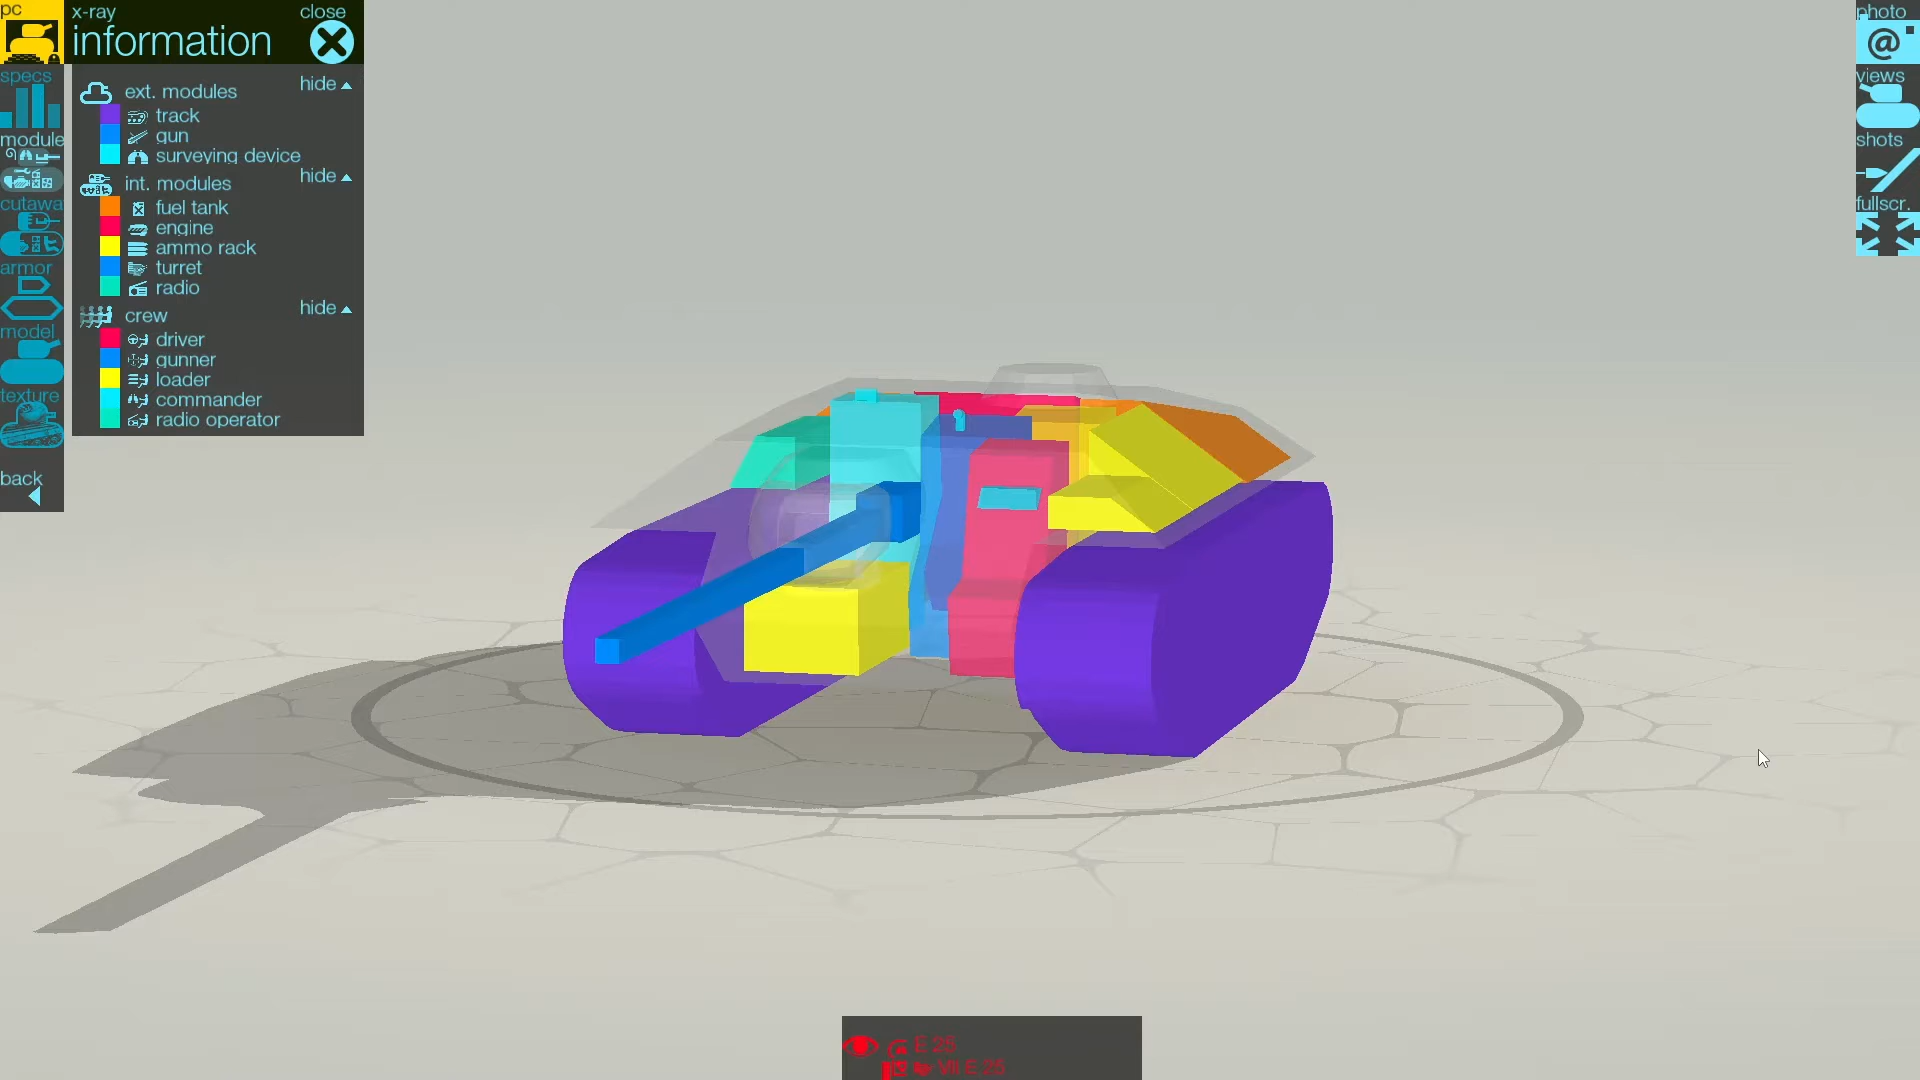 pc
x-ray
close
information
specs
module
cutawa
armor
model
texture
back
ext. modules
hide
track
gun
surveying device
int. modules
hide
fuel tank
engine
ammo rack
turret
radio
crew
hide
driver
gunner
loader
commander
radio operator
photo
@
views
shots
fullscr.
E 25
VII E 25